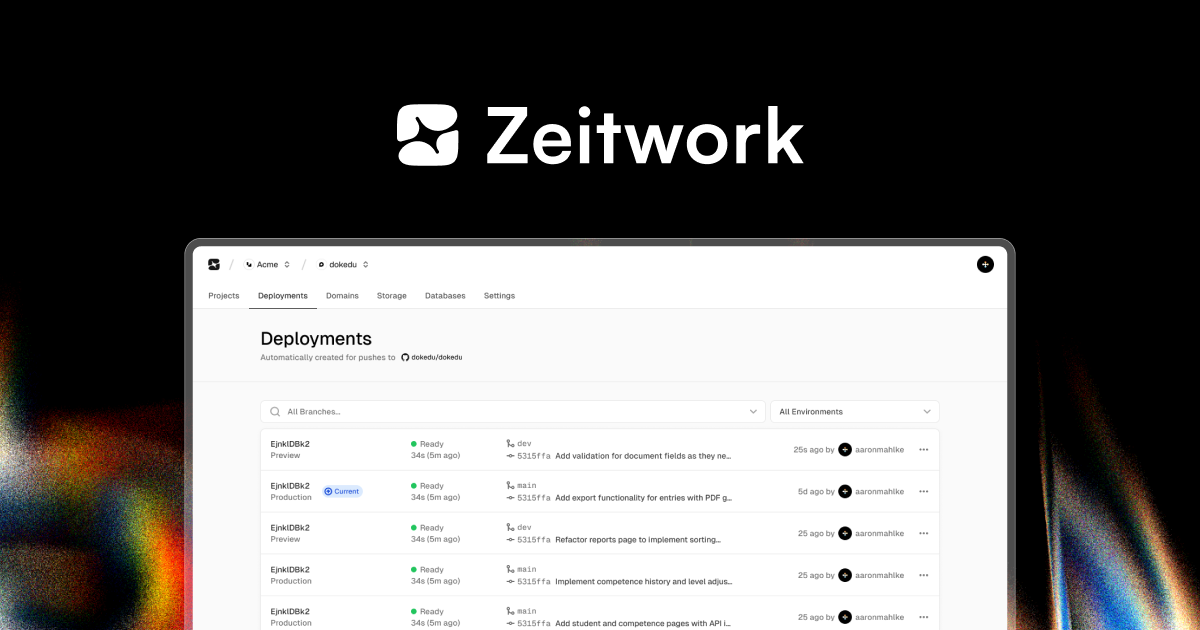 Zeitwork
/ Acme / dokedu
Projects Deployments Domains Storage Databases Settings
Deployments
Automatically created for pushes to dokedu/dokedu
All Branches... All Environments
EjnklDBk2 Ready dev
Preview 34s (5m ago) 5315ffa Add validation for document fields as they ne... 25s ago by aaronmahlke
EjnklDBk2 Current Ready main
Production 34s (5m ago) 5315ffa Add export functionality for entries with PDF g... 5d ago by aaronmahlke
EjnklDBk2 Ready dev
Preview 34s (5m ago) 5315ffa Refactor reports page to implement sorting... 25 ago by aaronmahlke
EjnklDBk2 Ready main
Production 34s (5m ago) 5315ffa Implement competence history and level adjus... 25 ago by aaronmahlke
EjnklDBk2 Ready main
Production 34s (5m ago) 5315ffa Add student and competence pages with API i... 25 ago by aaronmahlke